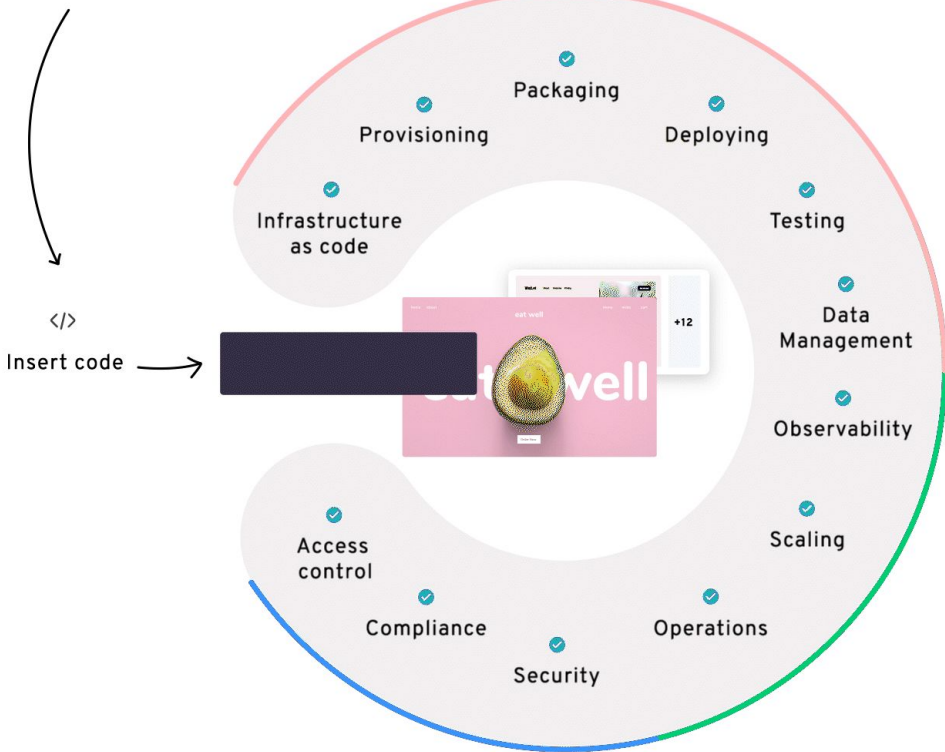 Packaging
Provisioning
Deploying
Infrastructure
as code
Testing
</>
Insert code
eat well
+12
Data
Management
well
Observability
Access
control
Scaling
Compliance
Operations
Security